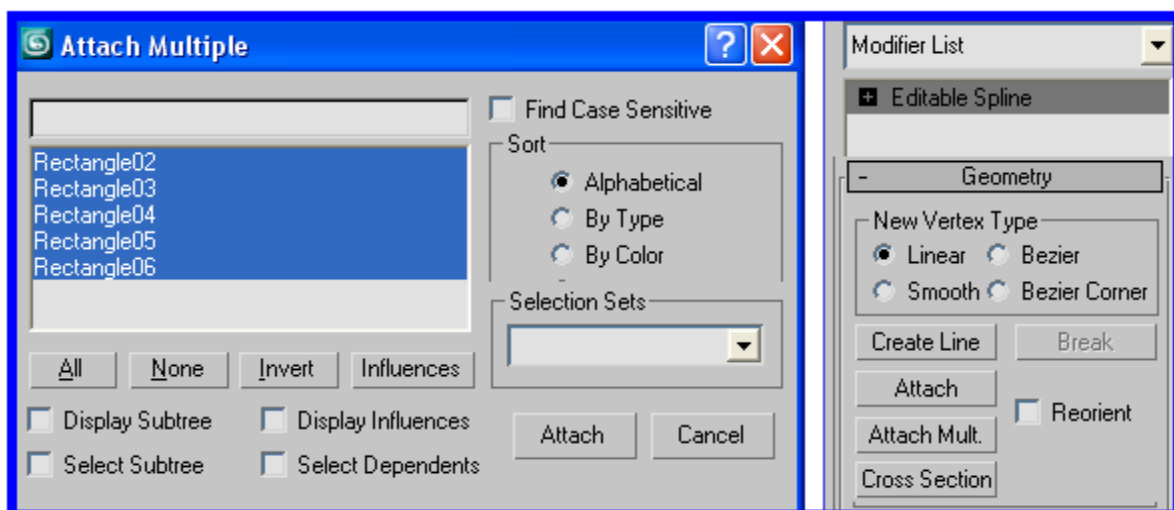 Attach Multiple
Find Case Sensitive
Rectangle02
Rectangle03
Rectangle04
Rectangle05
Rectangle06
Sort
Alphabetical
By Type
By Color
Selection Sets
All None Invert Influences
Display Subtree Display Influences
Select Subtree Select Dependents
Attach Cancel
Modifier List
Editable Spline
- Geometry
New Vertex Type
Linear Bezier
Smooth Bezier Corner
Create Line Break
Attach
Reorient
Attach Mult.
Cross Section